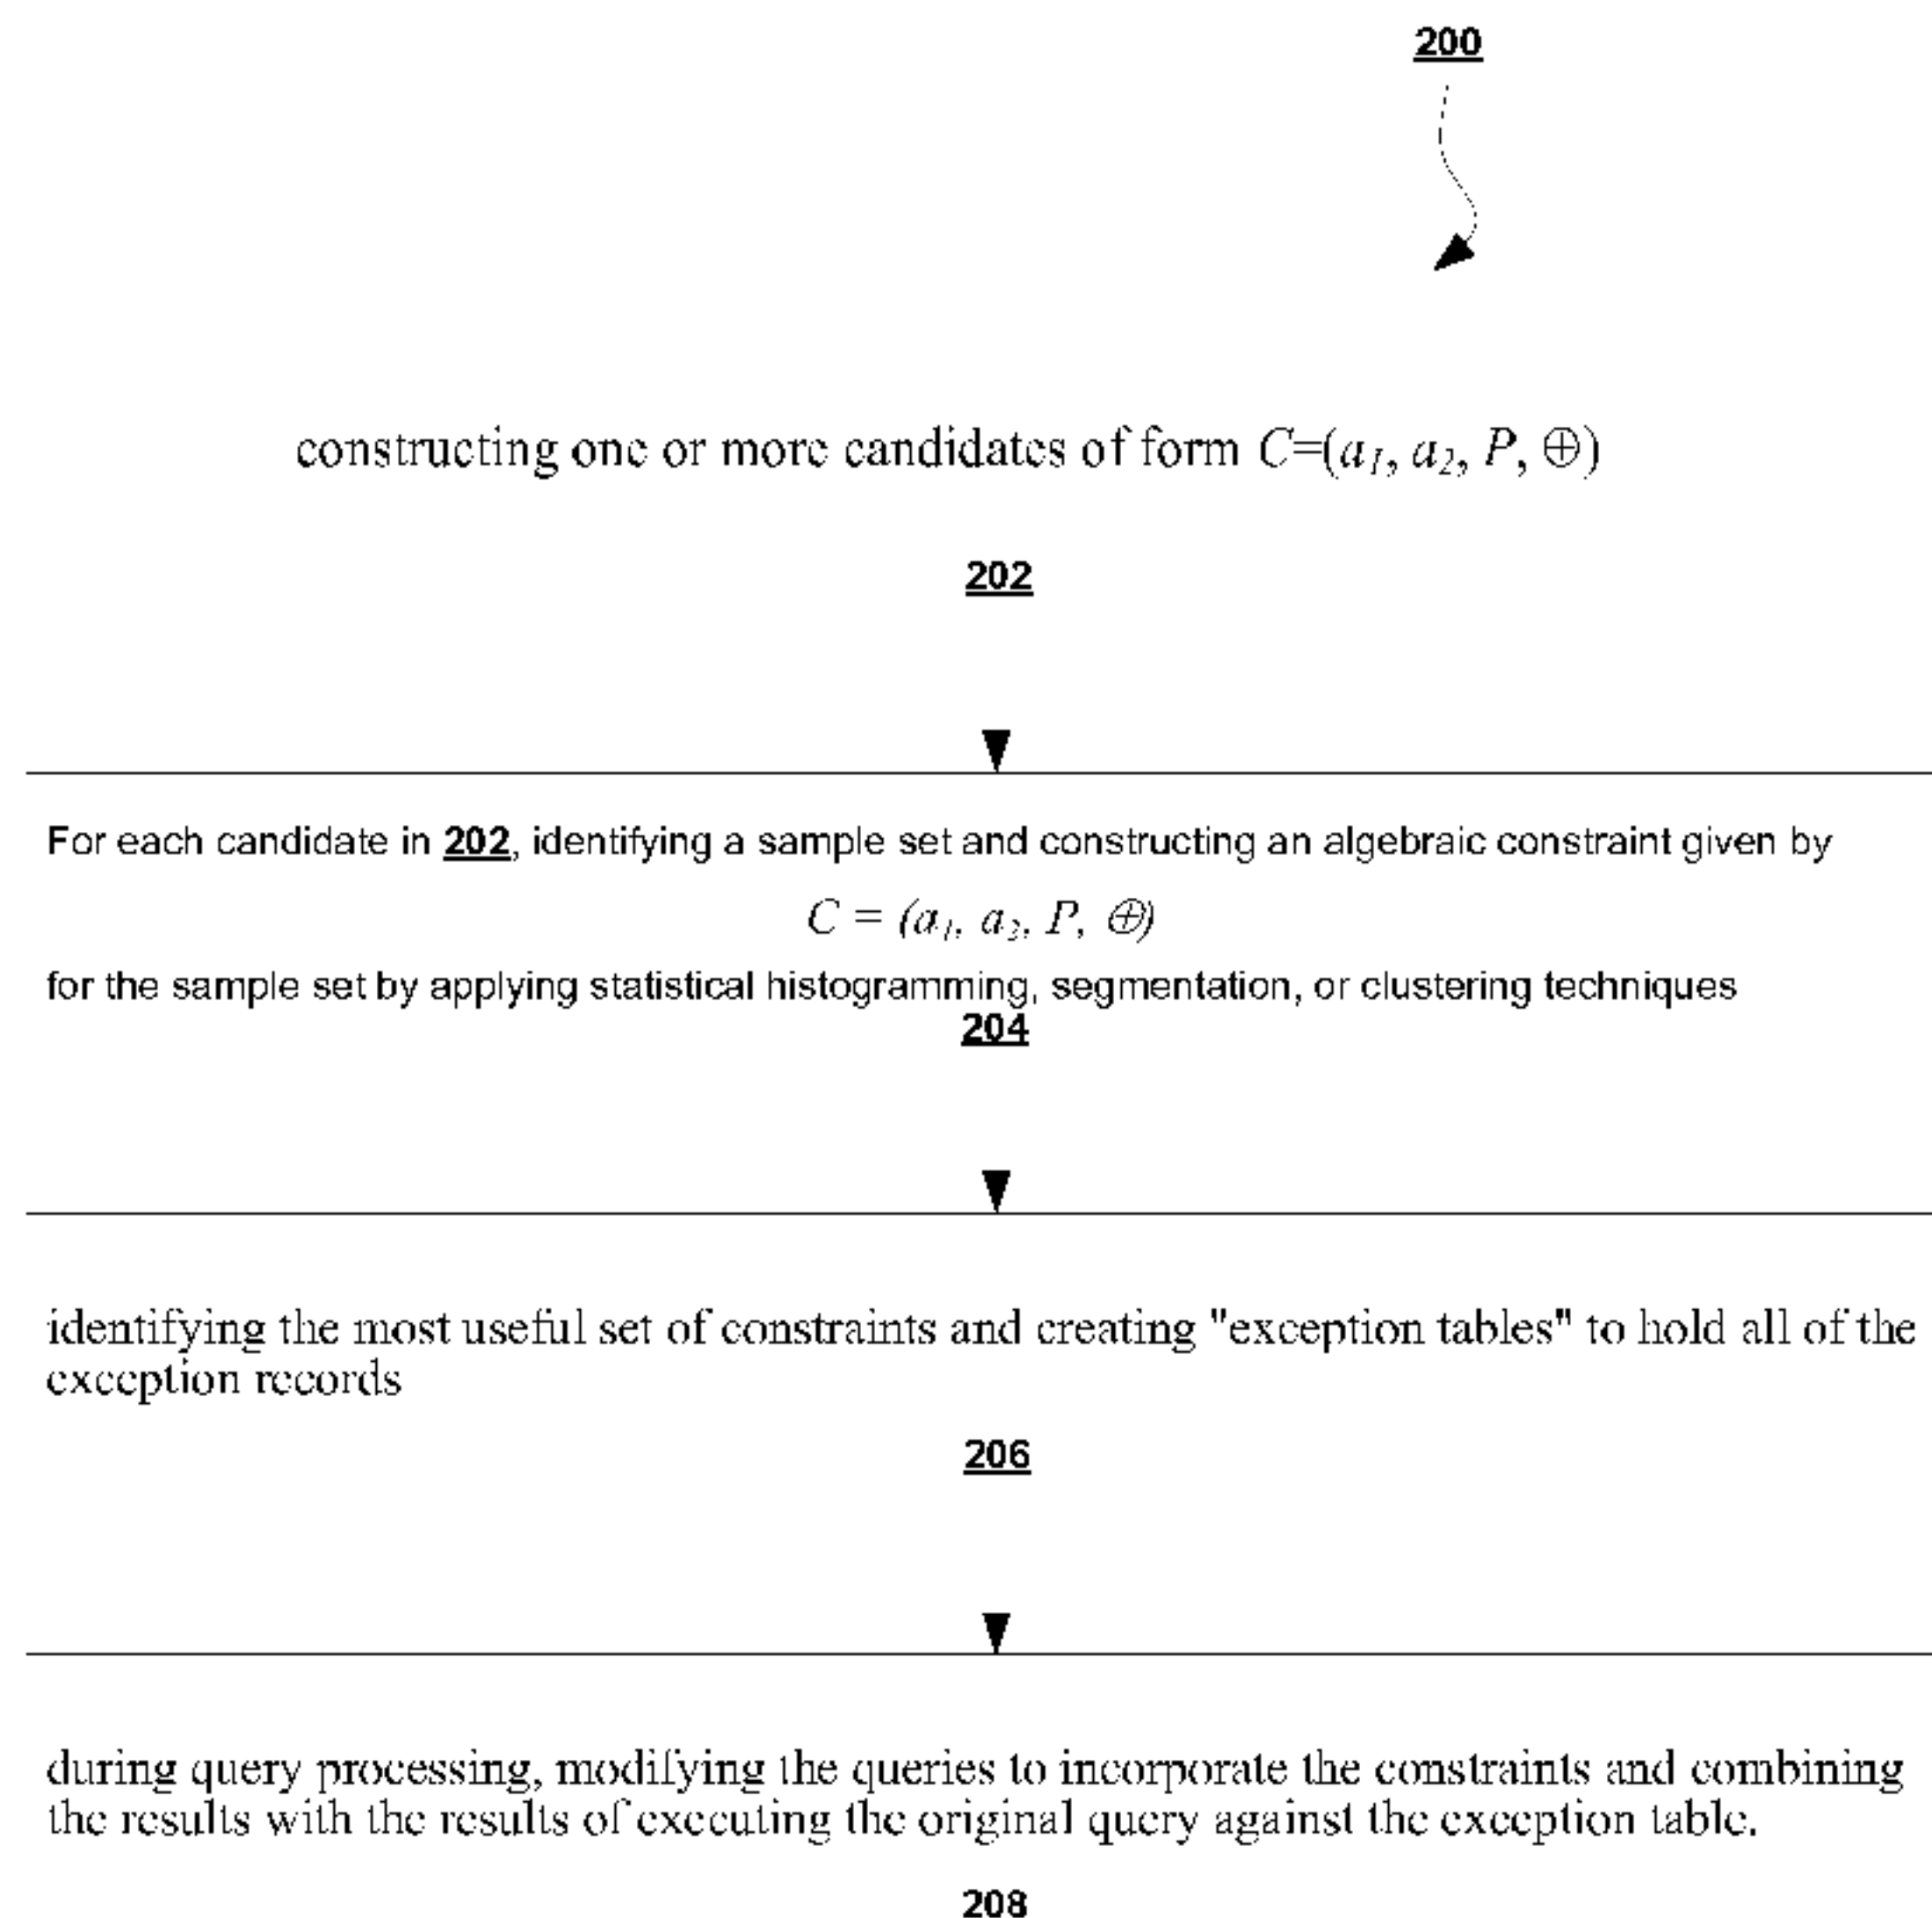 200
constructing one or more candidates of form C=(a₁, a₂, P, ⊕)
202
For each candidate in 202, identifying a sample set and constructing an algebraic constraint given by
C = (a₁, a₂, P, ⊕)
for the sample set by applying statistical histogramming, segmentation, or clustering techniques
204
identifying the most useful set of constraints and creating "exception tables" to hold all of the
exception records
206
during query processing, modifying the queries to incorporate the constraints and combining
the results with the results of executing the original query against the exception table.
208